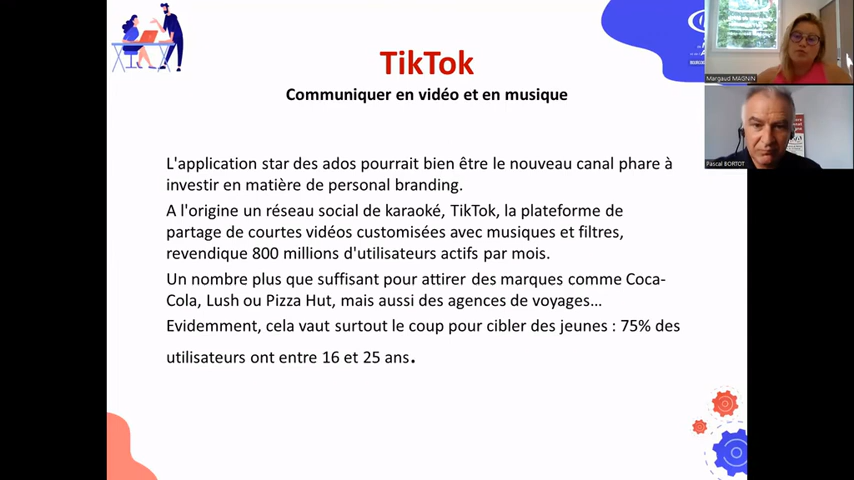 TikTok
Communiquer en vidéo et en musique
L'application star des ados pourrait bien être le nouveau canal phare à
investir en matière de personal branding.
A l'origine un réseau social de karaoké, TikTok, la plateforme de
partage de courtes vidéos customisées avec musiques et filtres,
revendique 800 millions d'utilisateurs actifs par mois.
Un nombre plus que suffisant pour attirer des marques comme Coca-
Cola, Lush ou Pizza Hut, mais aussi des agences de voyages...
Evidemment, cela vaut surtout le coup pour cibler des jeunes : 75% des
utilisateurs ont entre 16 et 25 ans.
Margaud MAGNIN
Pascal BORTOT